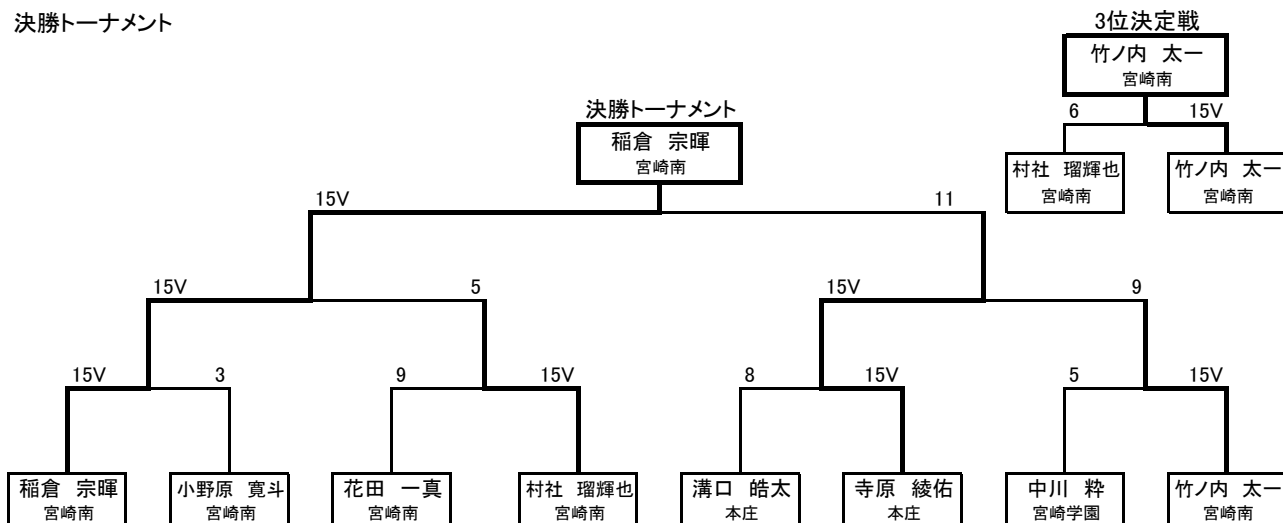 決勝トーナメント
3位決定戦
竹ノ内 太一
宮崎南
6
15V
村社 瑠輝也
宮崎南
竹ノ内 太一
宮崎南
決勝トーナメント
稲倉 宗暉
宮崎南
15V
11
15V
5
15V
9
15V
3
9
15V
8
15V
5
15V
稲倉 宗暉
宮崎南
小野原 寛斗
宮崎南
花田 一真
宮崎南
村社 瑠輝也
宮崎南
溝口 皓太
本庄
寺原 綾佑
本庄
中川 粋
宮崎学園
竹ノ内 太一
宮崎南